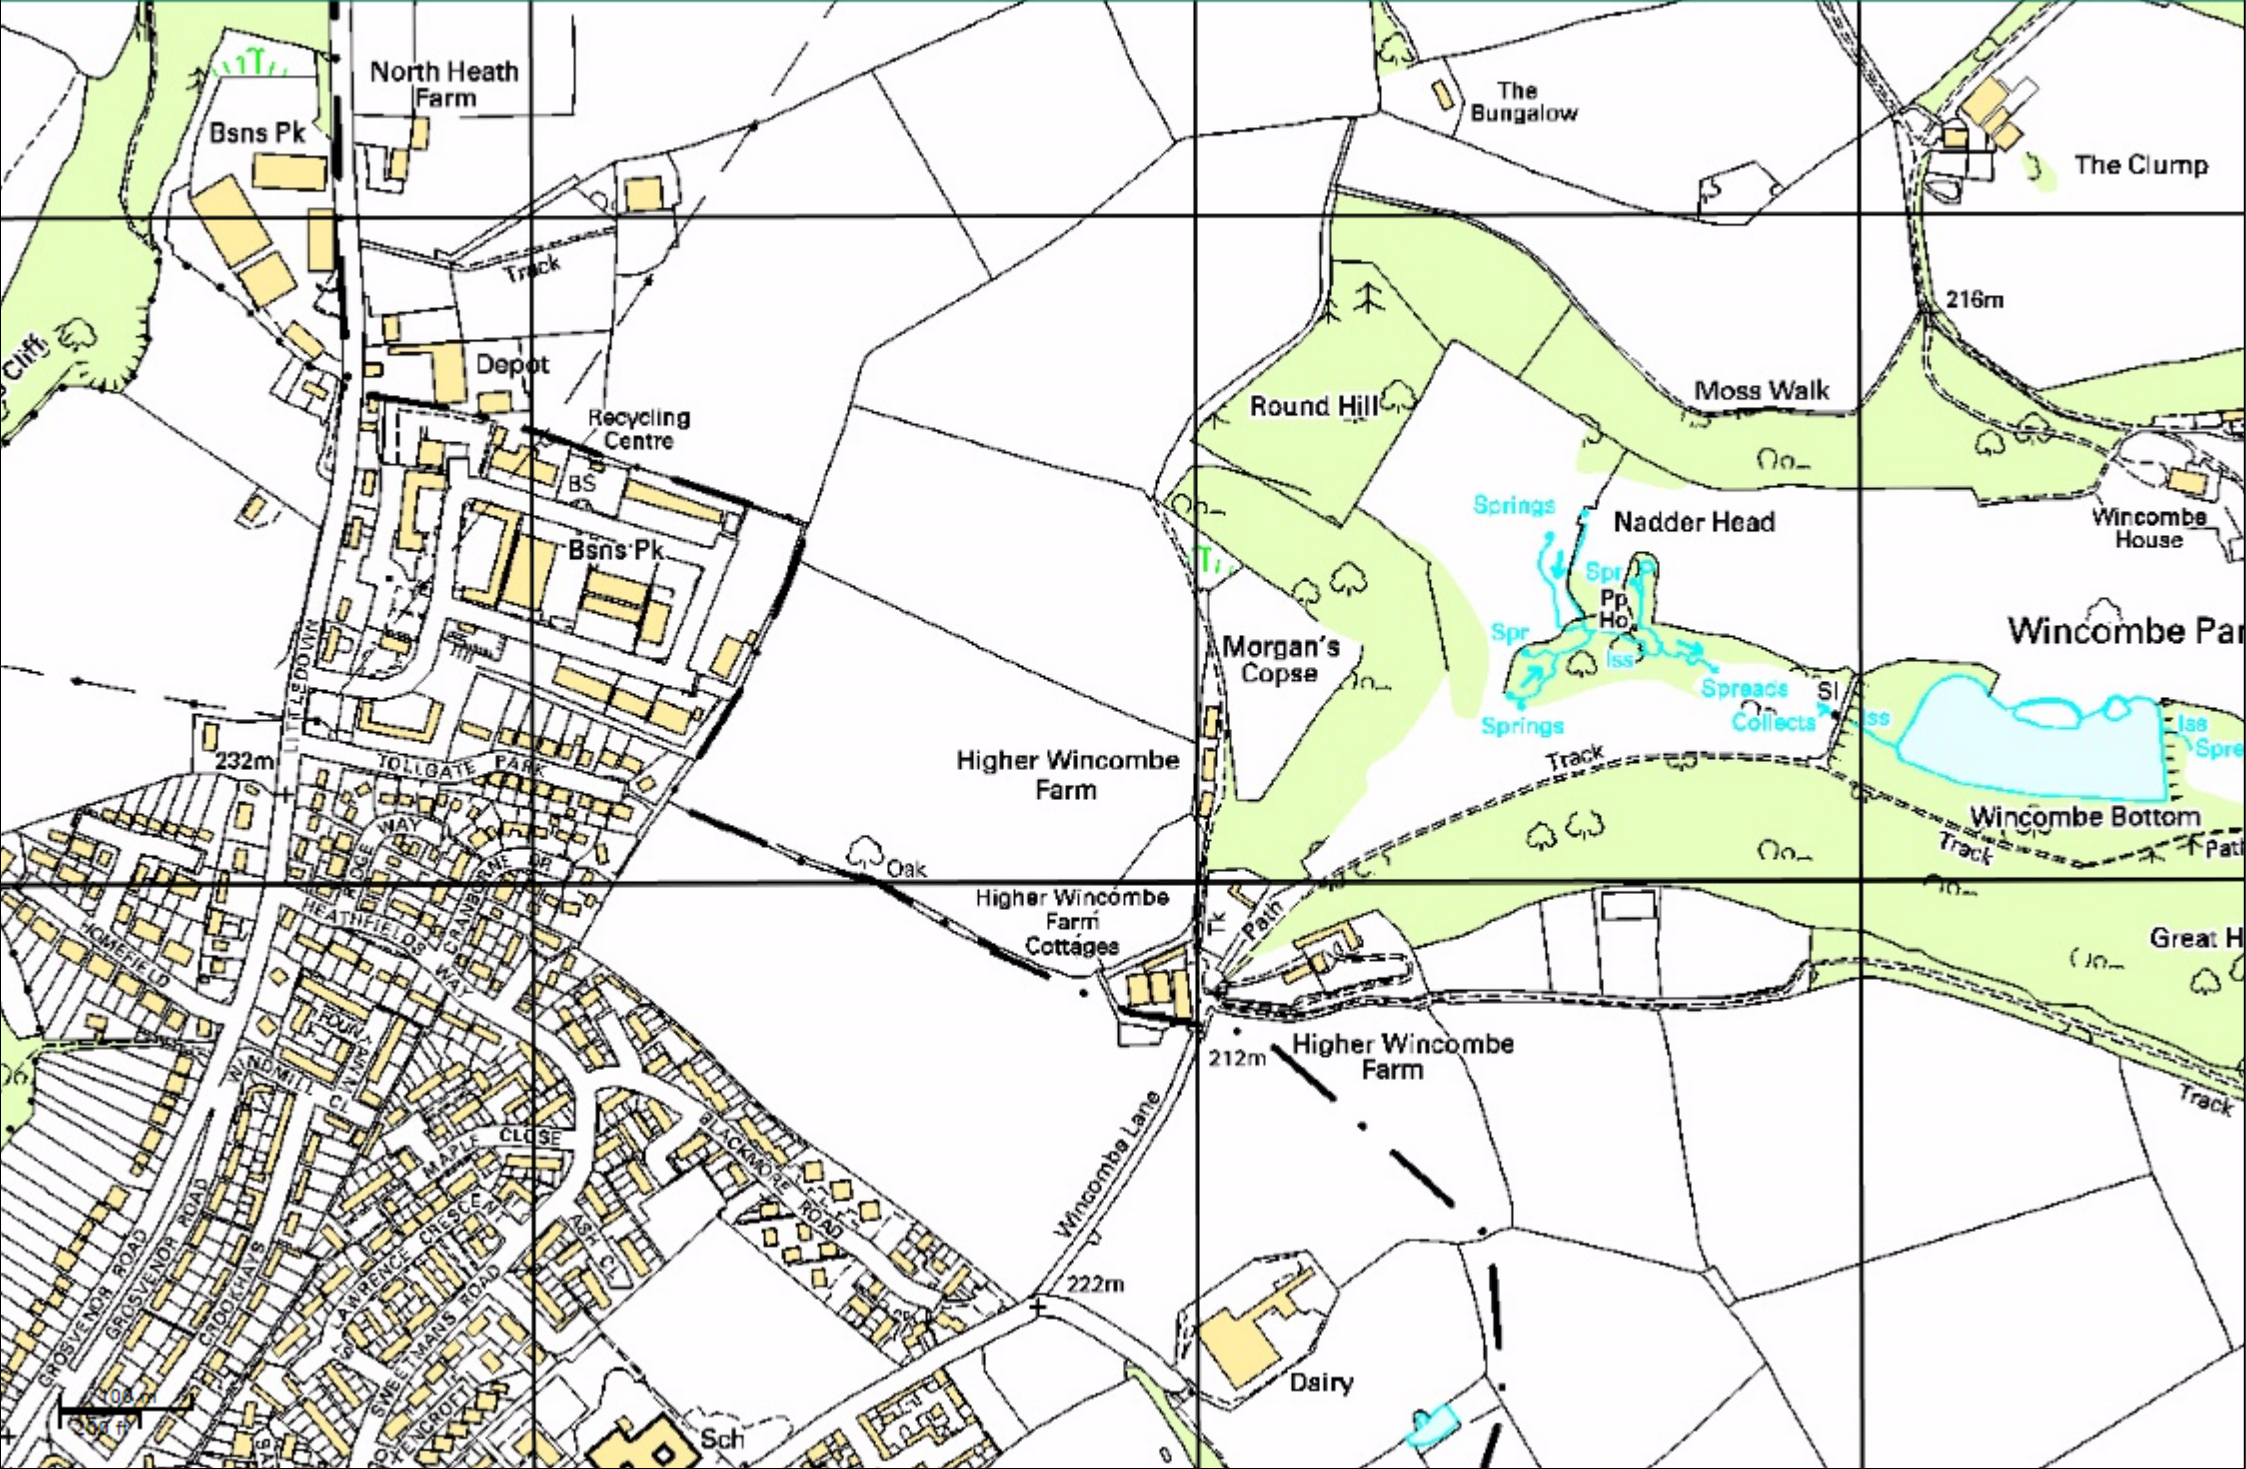 North Heath
Farm
Bsns Pk
The
Bungalow
The Clump
Track
216m
Cliff
Depot
Recycling
Centre
BS
Bsns Pk
Round Hill
Moss Walk
Springs
Nadder Head
Wincombe
House
Spr
Pp
Ho
Spr
Iss
Wincombe Par
Morgan's
Copse
Springs
Spreads
Collects
Sl
Iss
Iss
Spre
LITTLEDOWN
232m
TOLLGATE PARK
Higher Wincombe
Farm
Track
Wincombe Bottom
Track
Path
WAY
RIDGE
CRANBORNE DR
Oak
Higher Wincombe
Farm
Cottages
Tk
Path
HEATHFIELDS WAY
HOMEFIELD
Great H
FOUNTAIN
WINDMILL CL
212m
Higher Wincombe
Farm
Track
MAPLE CLOSE
BLACKMORE ROAD
Wincombe Lane
LAWRENCE CRESCENT
ASH CL
GROSVENOR ROAD
GROSVENOR ROAD
CROOKHAYS
SWEETMANS ROAD
222m
Dairy
Sch
100 m
200 ft